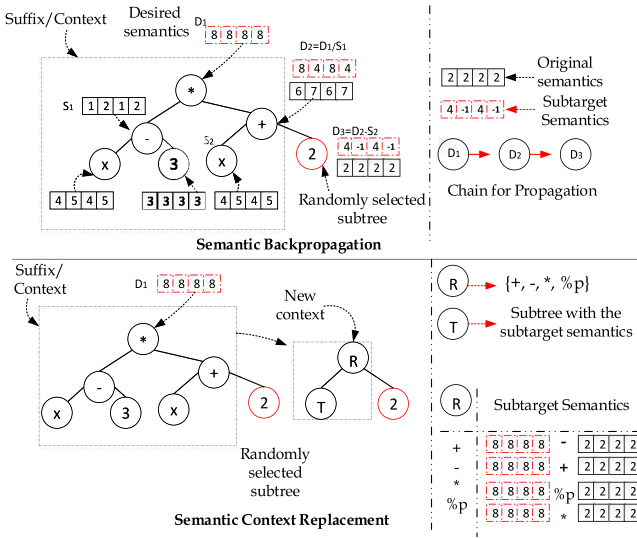 Suffix/Context
Desired semantics
D1
8 8 8 8
D2=D1/S1
8 4 8 4
6 7 6 7
*
S1
1 2 1 2
-
+
S2
D3=D2-S2
4 -1 4 -1
2 2 2 2
x
3
x
2
4 5 4 5
3 3 3 3
4 5 4 5
Randomly selected subtree
Semantic Backpropagation
2 2 2 2
Original semantics
4 -1 4 -1
Subtarget Semantics
D1
D2
D3
Chain for Propagation
Suffix/
Context
D1
8 8 8 8
New
context
*
R
-
+
T
2
x
3
x
2
Randomly
selected
subtree
Semantic Context Replacement
R
{+, -, *, %p}
T
Subtree with the
subtarget semantics
R
Subtarget Semantics
+
8 8 8 8 - 2 2 2 2
-
8 8 8 8 + 2 2 2 2
*
8 8 8 8 %p 2 2 2 2
%p
8 8 8 8 * 2 2 2 2